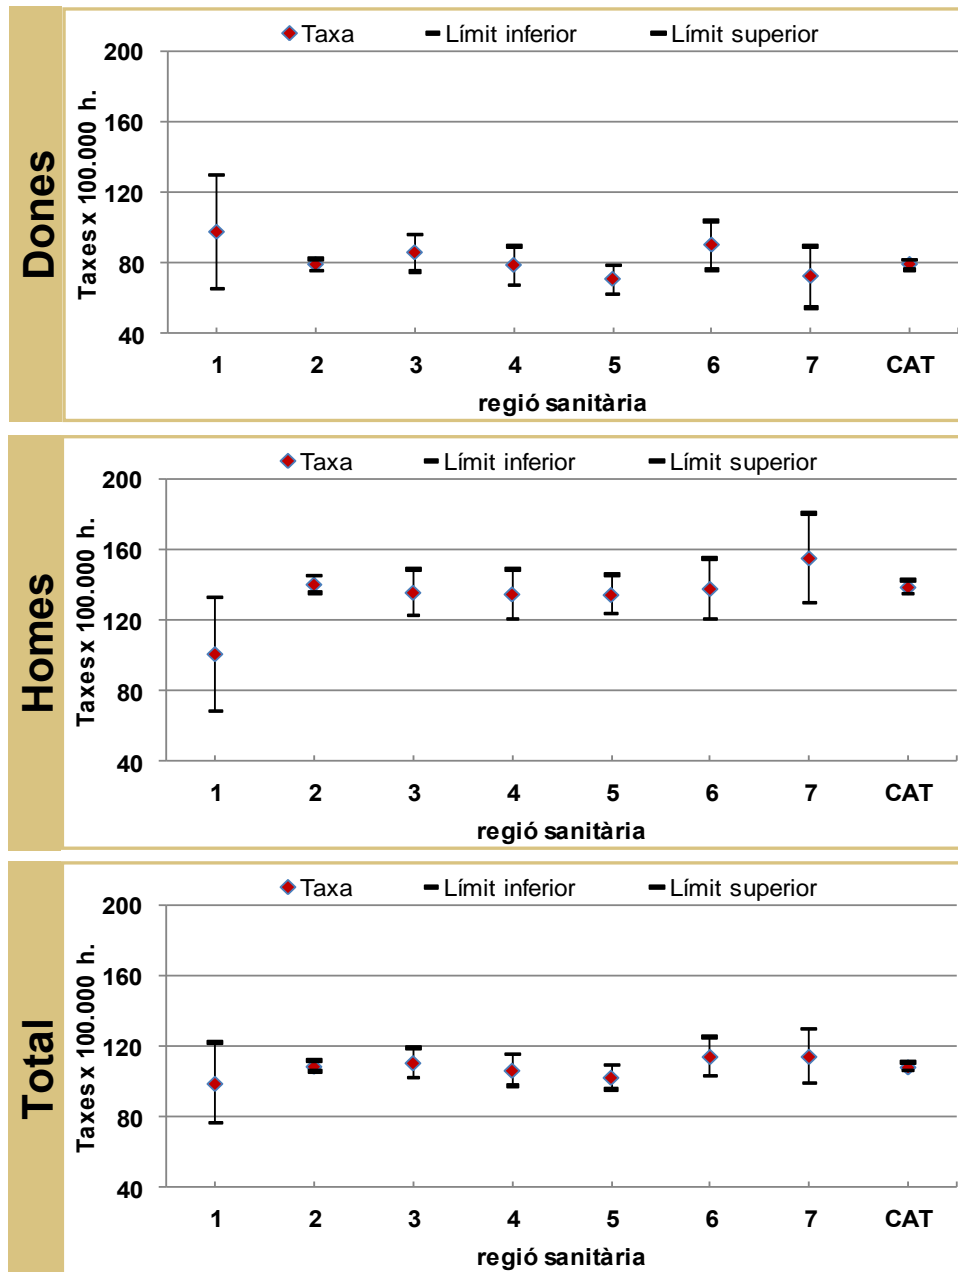 Dones
Taxa Límit inferior Límit superior
Taxes x 100.000 h.
200
160
120
80
40
1 2 3 4 5 6 7 CAT
regió sanitària
Homes
Taxa Límit inferior Límit superior
Taxes x 100.000 h.
200
160
120
80
40
1 2 3 4 5 6 7 CAT
regió sanitària
Total
Taxa Límit inferior Límit superior
Taxes x 100.000 h.
200
160
120
80
40
1 2 3 4 5 6 7 CAT
regió sanitària